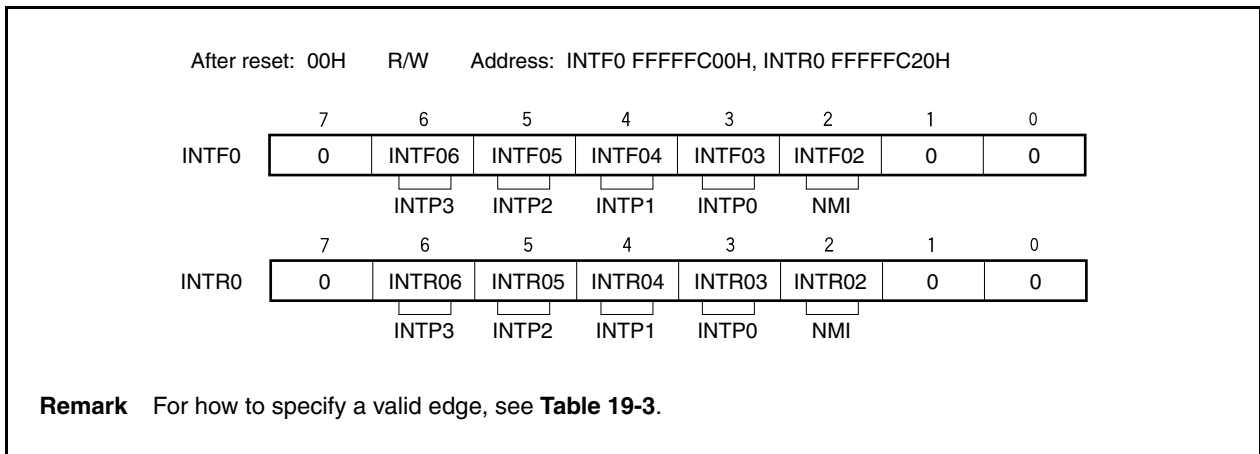 After reset: 00H R/W Address: INTF0 FFFFFC00H, INTR0 FFFFFC20H
7 6 5 4 3 2 1 0
INTF0 0 INTF06 INTF05 INTF04 INTF03 INTF02 0 0
INTP3 INTP2 INTP1 INTP0 NMI
7 6 5 4 3 2 1 0
INTR0 0 INTR06 INTR05 INTR04 INTR03 INTR02 0 0
INTP3 INTP2 INTP1 INTP0 NMI
Remark For how to specify a valid edge, see Table 19-3.